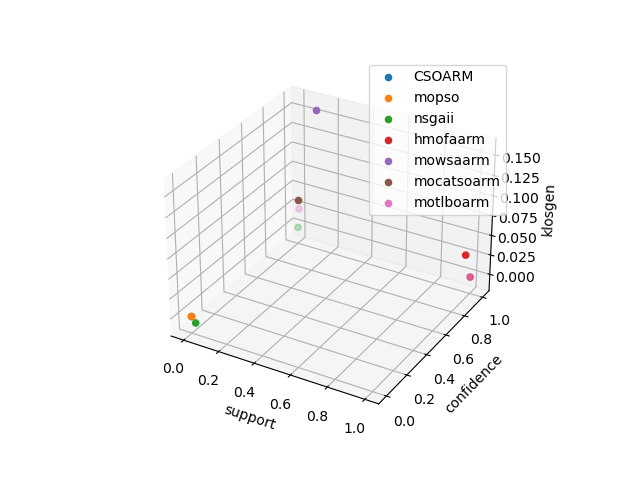 CSOARM
mopso
nsgaii
hmofaarm
mowsaarm
mocatsoarm
motlboarm
0.150
0.125
0.100
0.075
0.050
0.025
0.000
klosgen
1.0
0.8
0.6
0.4
0.2
0.0
confidence
0.0
0.2
0.4
0.6
0.8
1.0
support